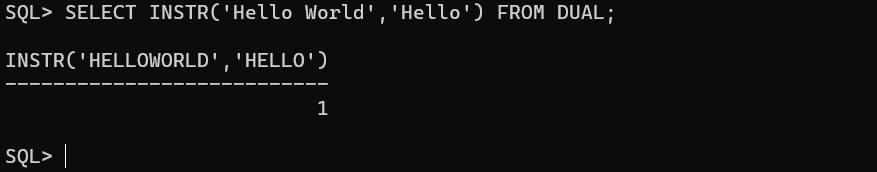 SQL> SELECT INSTR('Hello World','Hello') FROM DUAL;
INSTR('HELLOWORLD','HELLO')
---------------------------
1
SQL>